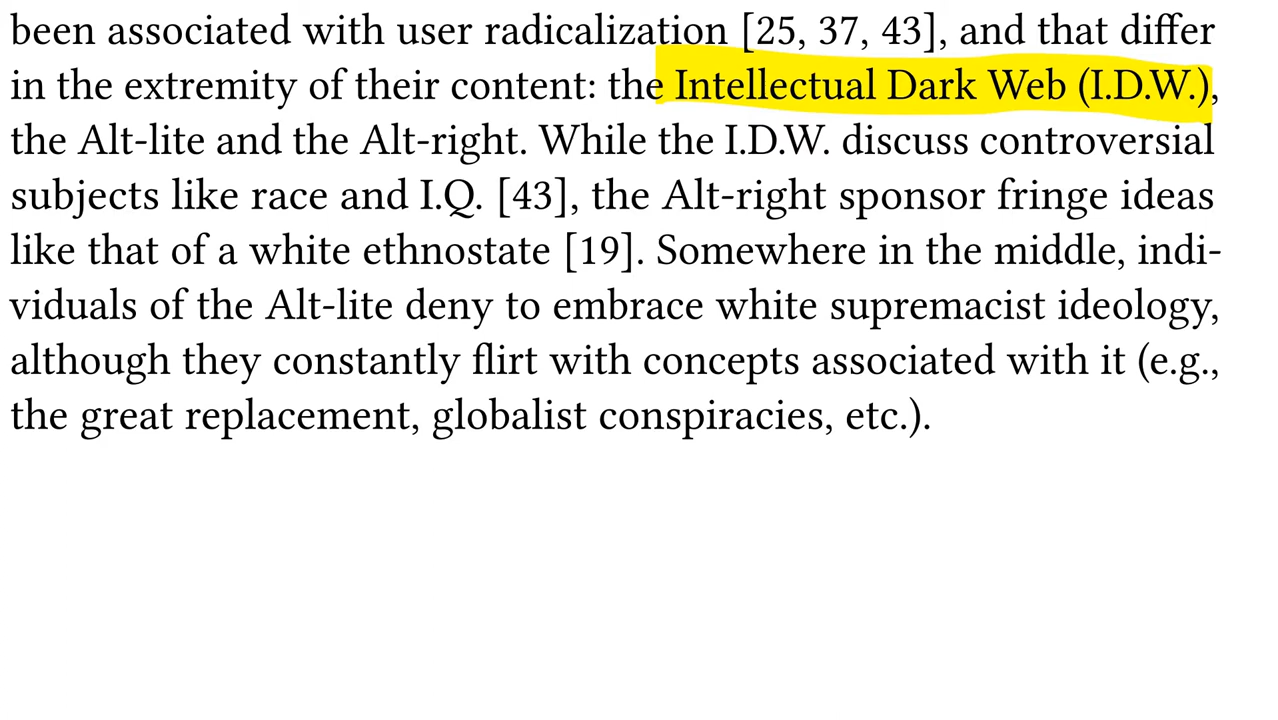 been associated with user radicalization [25, 37, 43], and that differ
in the extremity of their content: the Intellectual Dark Web (I.D.W.),
the Alt-lite and the Alt-right. While the I.D.W. discuss controversial
subjects like race and I.Q. [43], the Alt-right sponsor fringe ideas
like that of a white ethnostate [19]. Somewhere in the middle, indi-
viduals of the Alt-lite deny to embrace white supremacist ideology,
although they constantly flirt with concepts associated with it (e.g.,
the great replacement, globalist conspiracies, etc.).